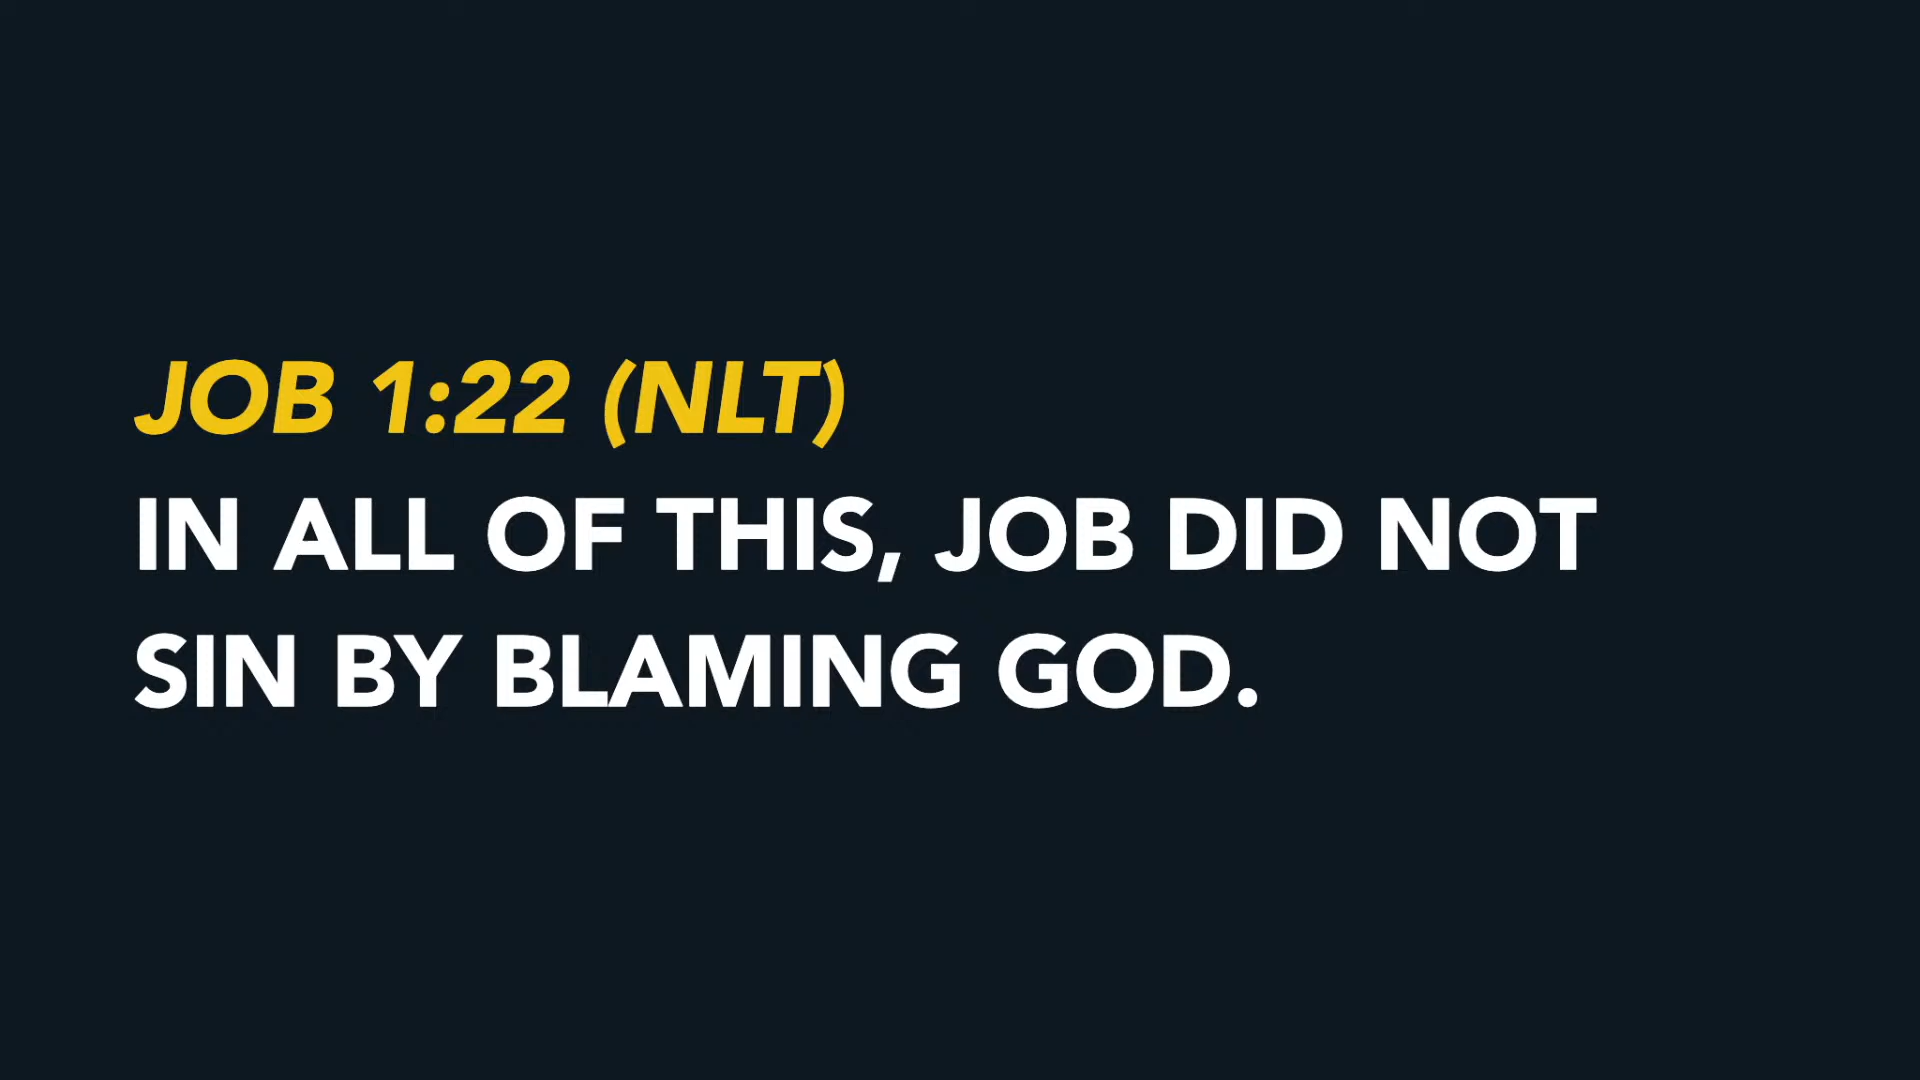 JOB 1:22 (NLT)
IN ALL OF THIS, JOB DID NOT
SIN BY BLAMING GOD.